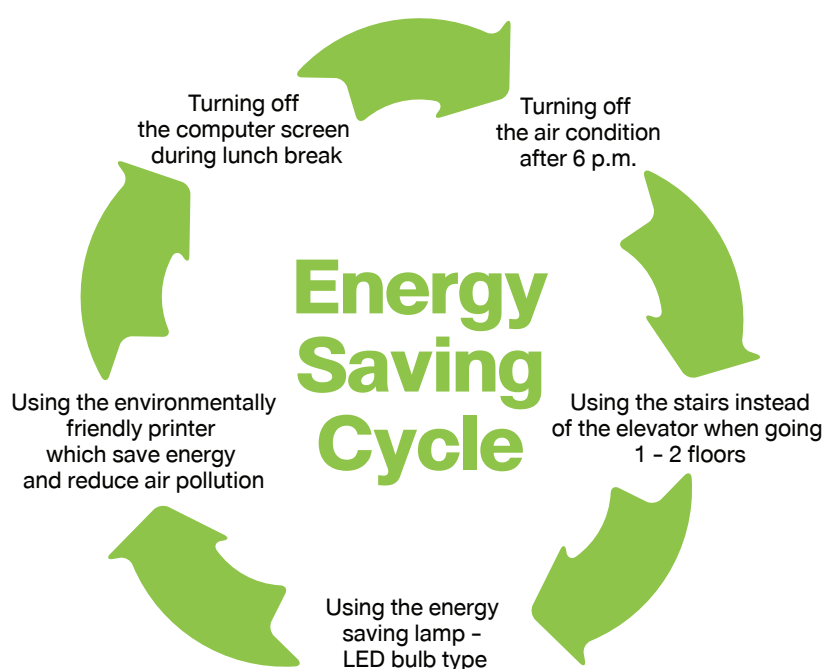 Turning off
the computer screen
during lunch break
Turning off
the air condition
after 6 p.m.
Energy
Saving
Cycle
Using the stairs instead
of the elevator when going
1 – 2 floors
Using the energy
saving lamp –
LED bulb type
Using the environmentally
friendly printer
which save energy
and reduce air pollution